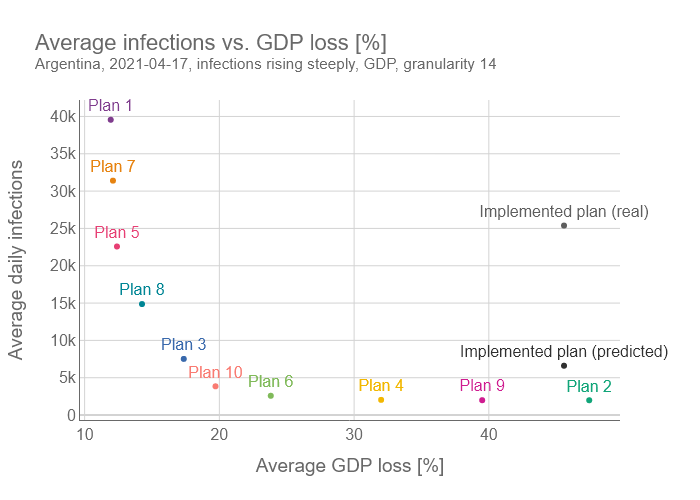 Average infections vs. GDP loss [%]
Argentina, 2021-04-17, infections rising steeply, GDP, granularity 14
Average daily infections
40k
35k
30k
25k
20k
15k
10k
5k
0
Plan 1
Plan 7
Plan 5
Plan 8
Plan 3
Plan 10
Plan 6
Plan 4
Plan 9
Plan 2
Implemented plan (real)
Implemented plan (predicted)
10
20
30
40
Average GDP loss [%]